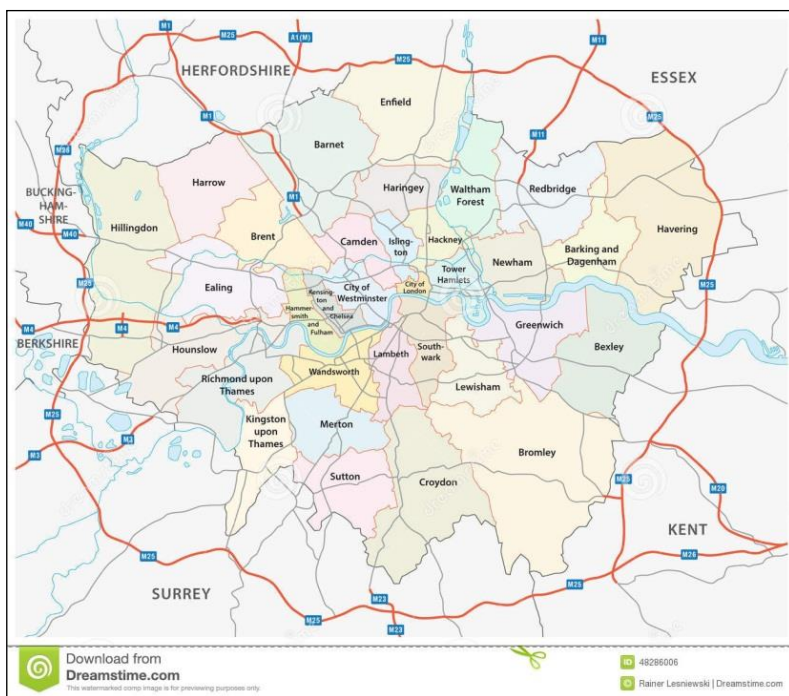 M1
M25
A1(M)
M25
M11
HERFORDSHIRE
ESSEX
Enfield
M1
M25
Barnet
M11
M25
Harrow
Haringey
Waltham
Forest
Redbridge
BUCKING-
HAM-
SHIRE
M1
Hillingdon
Havering
M40
M40
Brent
Camden
Isling-
ton
Hackney
Barking and
Dagenham
Newham
Tower
Hamlets
M25
Ealing
City of
Westminster
City of
London
M25
Kensing-
ton
and
Chelsea
Hammer-
smith
and
Fulham
M4
M4
M4
Greenwich
BERKSHIRE
Hounslow
Lambeth
South-
wark
Bexley
Richmond upon
Thames
Wandsworth
Lewisham
M25
Kingston
upon
Thames
Merton
M3
M3
Bromley
Sutton
Croydon
M25
M20
KENT
M26
M25
M25
SURREY
M23
M25
M23
Download from
Dreamstime.com
This watermarked comp image is for previewing purposes only.
ID 48286006
© Rainer Lesniewski | Dreamstime.com